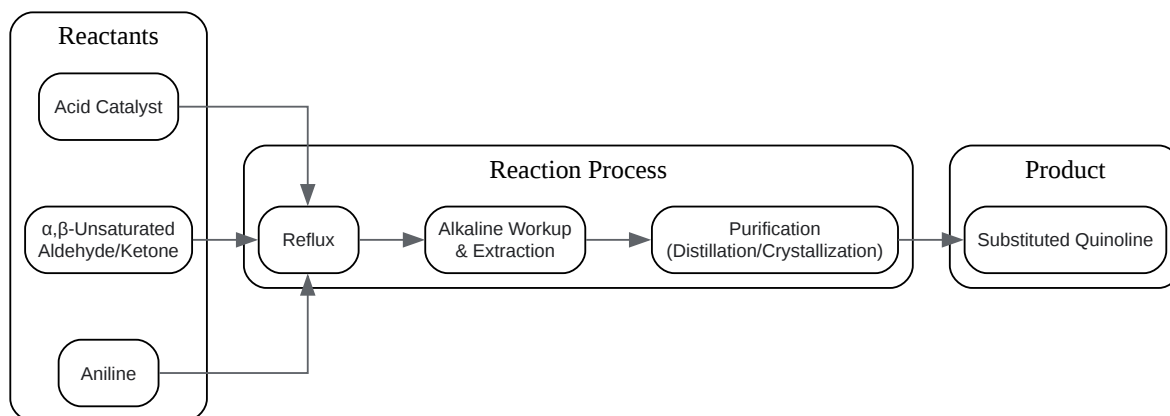 Reactants
Acid Catalyst
α,β-Unsaturated
Aldehyde/Ketone
Aniline
Reaction Process
Reflux
Alkaline Workup
& Extraction
Purification
(Distillation/Crystallization)
Product
Substituted Quinoline